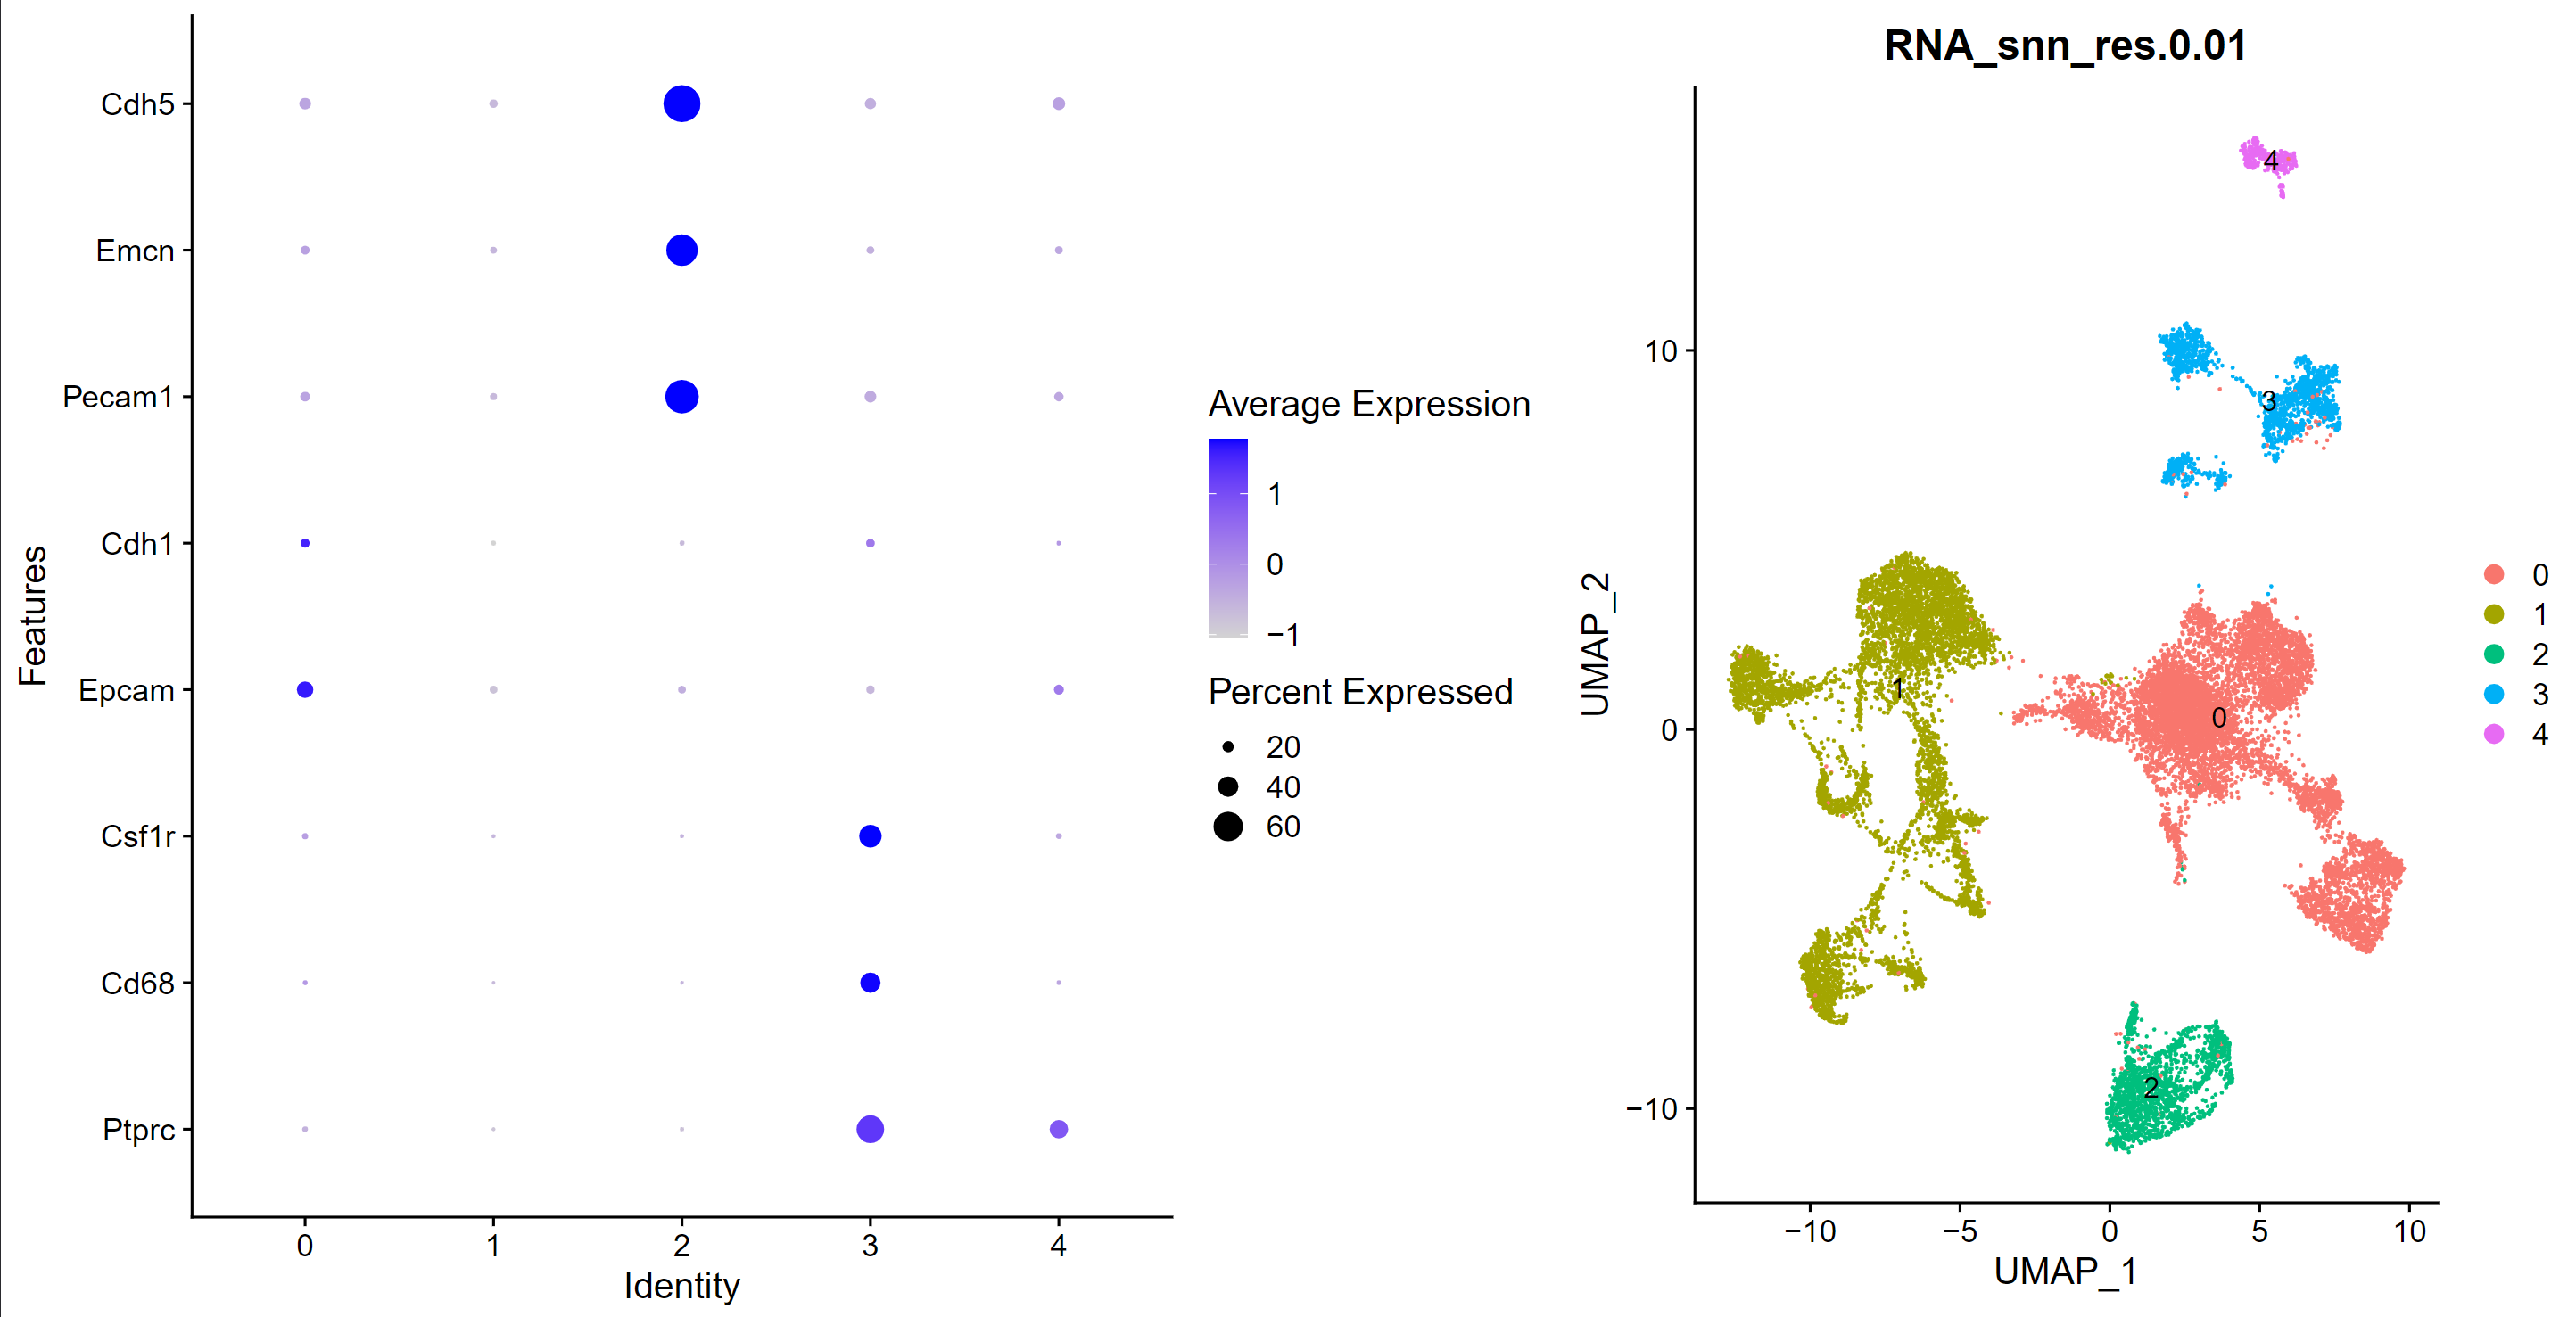 Features
Cdh5
Emcn
Pecam1
Cdh1
Epcam
Csf1r
Cd68
Ptprc
0 1 2 3 4
Identity
Average Expression
1
0
−1
Percent Expressed
20
40
60
RNA_snn_res.0.01
UMAP_2
10
0
−10
4
3
1
0
2
−10 −5 0 5 10
UMAP_1
0
1
2
3
4